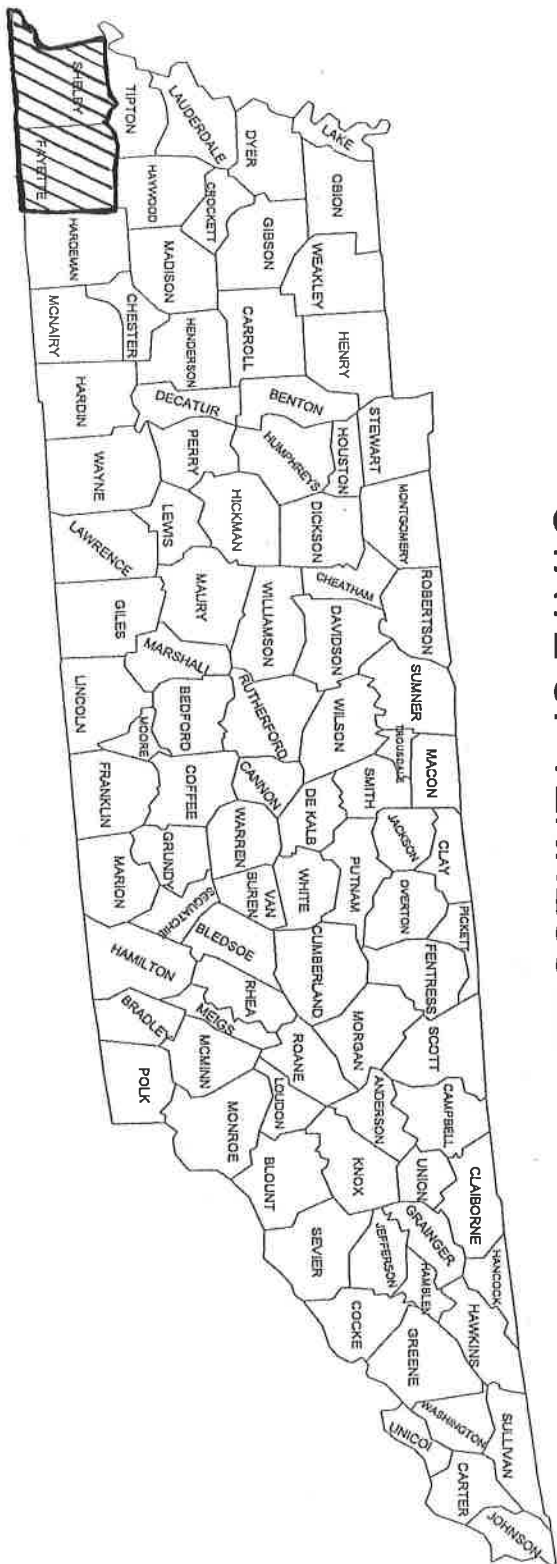 LAKE
OBION
WEAKLEY
HENRY
STEWART
MONTGOMERY
ROBERTSON
SUMNER
MACON
CLAY
PICKETT
FENTRESS
SCOTT
CAMPBELL
CLAIBORNE
HANCOCK
HAWKINS
SULLIVAN
JOHNSON
DYER
GIBSON
CARROLL
BENTON
HOUSTON
HUMPHREYS
DICKSON
CHEATHAM
DAVIDSON
WILSON
TROUSDALE
SMITH
JACKSON
OVERTON
PUTNAM
MORGAN
ANDERSON
UNION
GRAINGER
HAMBLEN
GREENE
WASHINGTON
UNICOI
CARTER
LAUDERDALE
CROCKETT
TIPTON
HAYWOOD
MADISON
HENDERSON
DECATUR
PERRY
HICKMAN
WILLIAMSON
RUTHERFORD
CANNON
DE KALB
WHITE
CUMBERLAND
ROANE
LOUDON
KNOX
JEFFERSON
COCKE
SEVIER
BLOUNT
MONROE
SHELBY
FAYETTE
HARDEMAN
CHESTER
MCNAIRY
HARDIN
WAYNE
LEWIS
LAWRENCE
MAURY
GILES
MARSHALL
BEDFORD
MOORE
LINCOLN
COFFEE
FRANKLIN
WARREN
VAN
BUREN
GRUNDY
MARION
SEQUATCHIE
BLEDSOE
RHEA
HAMILTON
MEIGS
BRADLEY
MCMINN
POLK